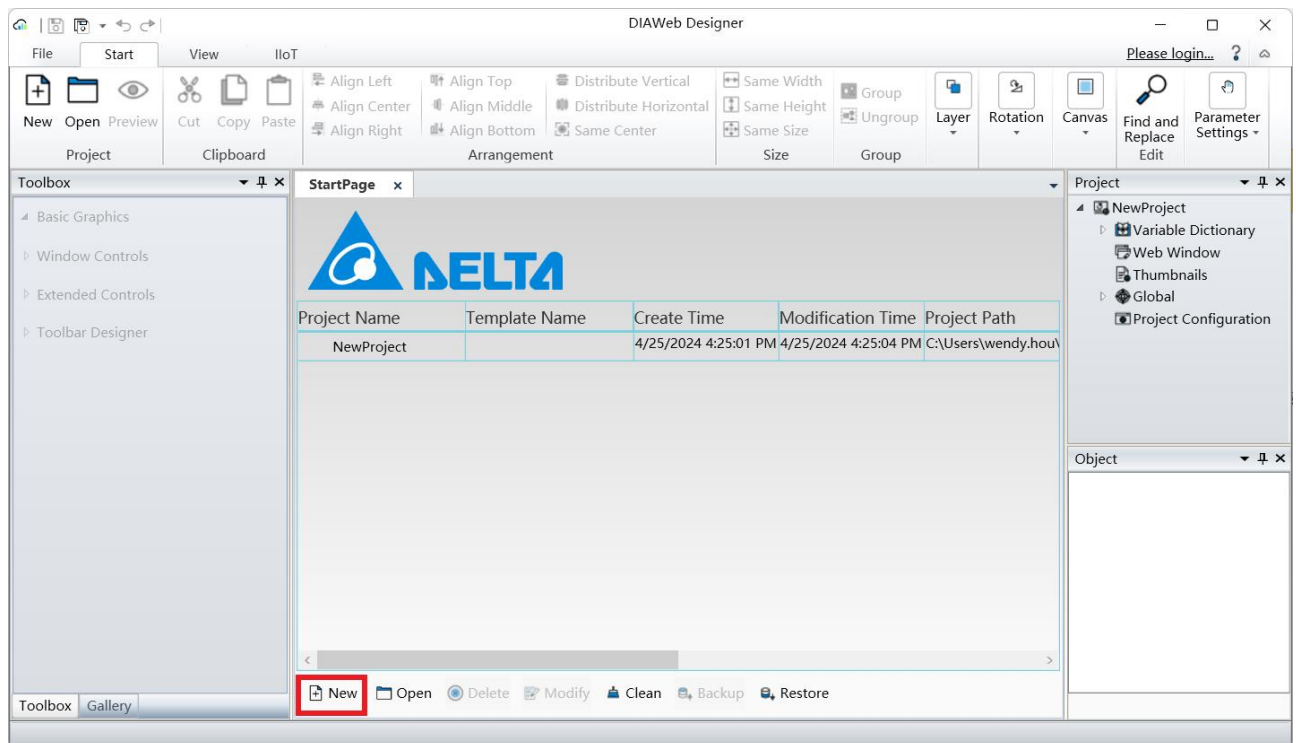 DIAWeb Designer
File Start View IIoT Please login... ?
New Open Preview Cut Copy Paste
Align Left Align Top Distribute Vertical Same Width Group
Align Center Align Middle Distribute Horizontal Same Height Ungroup
Align Right Align Bottom Same Center Same Size
Layer Rotation Canvas Find and Replace Parameter Settings
Project Clipboard Arrangement Size Group Edit
Toolbox
Basic Graphics
Window Controls
Extended Controls
Toolbar Designer
Toolbox Gallery
StartPage
DELTA
Project Name Template Name Create Time Modification Time Project Path
NewProject 4/25/2024 4:25:01 PM 4/25/2024 4:25:04 PM C:\Users\wendy.hou\
New Open Delete Modify Clean Backup Restore
Project
NewProject
Variable Dictionary
Web Window
Thumbnails
Global
Project Configuration
Object